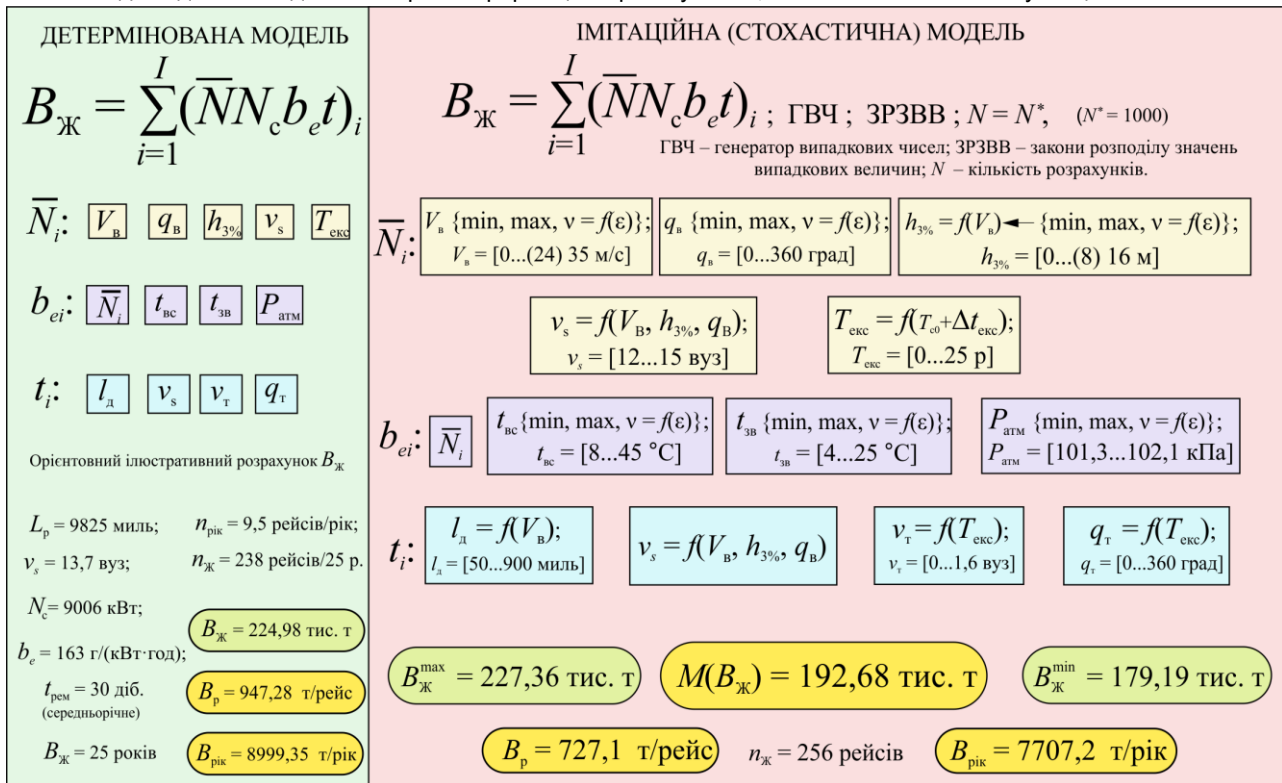 ДЕТЕРМІНОВАНА МОДЕЛЬ
B_Ж = ∑_{i=1}^{I}(N̅N_c b_e t)_i
N̅_i: V_в q_в h_3% v_s T_екс
b_ei: N̅_i t_вс t_зв P_атм
t_i: l_д v_s v_т q_т
Орієнтовний ілюстративний розрахунок B_Ж
L_р = 9825 миль; n_рік = 9,5 рейсів/рік;
v_s = 13,7 вуз; n_Ж = 238 рейсів/25 р.
N_c = 9006 кВт;
B_Ж = 224,98 тис. т
b_e = 163 г/(кВт·год);
t_рем = 30 діб.
(середньорічне)
B_р = 947,28 т/рейс
B_Ж = 25 років
B_рік = 8999,35 т/рік
ІМІТАЦІЙНА (СТОХАСТИЧНА) МОДЕЛЬ
B_Ж = ∑_{i=1}^{I}(N̅N_c b_e t)_i ; ГВЧ ; ЗРЗВВ ; N = N*, (N* = 1000)
ГВЧ – генератор випадкових чисел; ЗРЗВВ – закони розподілу значень
випадкових величин; N – кількість розрахунків.
N̅_i: V_в {min, max, ν = f(ε)}; q_в {min, max, ν = f(ε)}; h_3% = f(V_в) ← {min, max, ν = f(ε)};
V_в = [0...(24) 35 м/с] q_в = [0...360 град] h_3% = [0...(8) 16 м]
v_s = f(V_В, h_3%, q_В); T_екс = f(T_c0+Δt_екс);
v_s = [12...15 вуз] T_екс = [0...25 р]
b_ei: N̅_i t_вс {min, max, ν = f(ε)}; t_зв {min, max, ν = f(ε)}; P_атм {min, max, ν = f(ε)};
t_вс = [8...45 °C] t_зв = [4...25 °C] P_атм = [101,3...102,1 кПа]
t_i: l_д = f(V_в); v_s = f(V_в, h_3%, q_в) v_т = f(T_екс); q_т = f(T_екс);
l_д = [50...900 миль] v_т = [0...1,6 вуз] q_т = [0...360 град]
B_Ж^max = 227,36 тис. т M(B_Ж) = 192,68 тис. т B_Ж^min = 179,19 тис. т
B_р = 727,1 т/рейс n_ж = 256 рейсів B_рік = 7707,2 т/рік